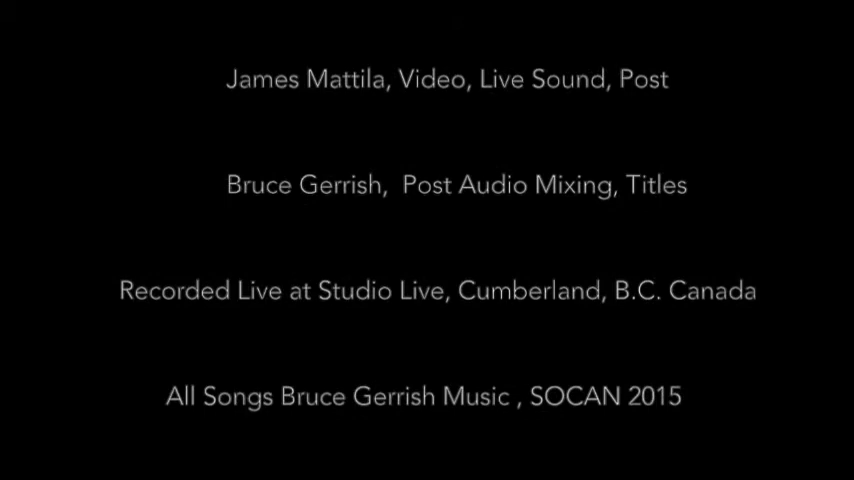 James Mattila, Video, Live Sound, Post
Bruce Gerrish, Post Audio Mixing, Titles
Recorded Live at Studio Live, Cumberland, B.C. Canada
All Songs Bruce Gerrish Music , SOCAN 2015